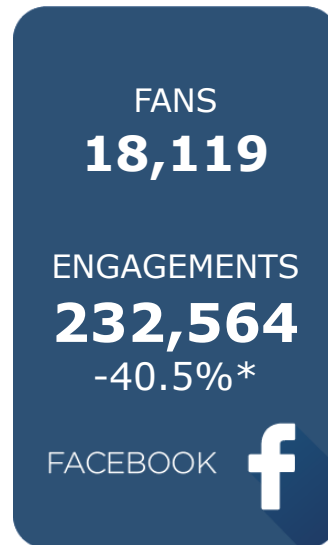 FANS
18,119
ENGAGEMENTS
232,564
-40.5%*
FACEBOOK f